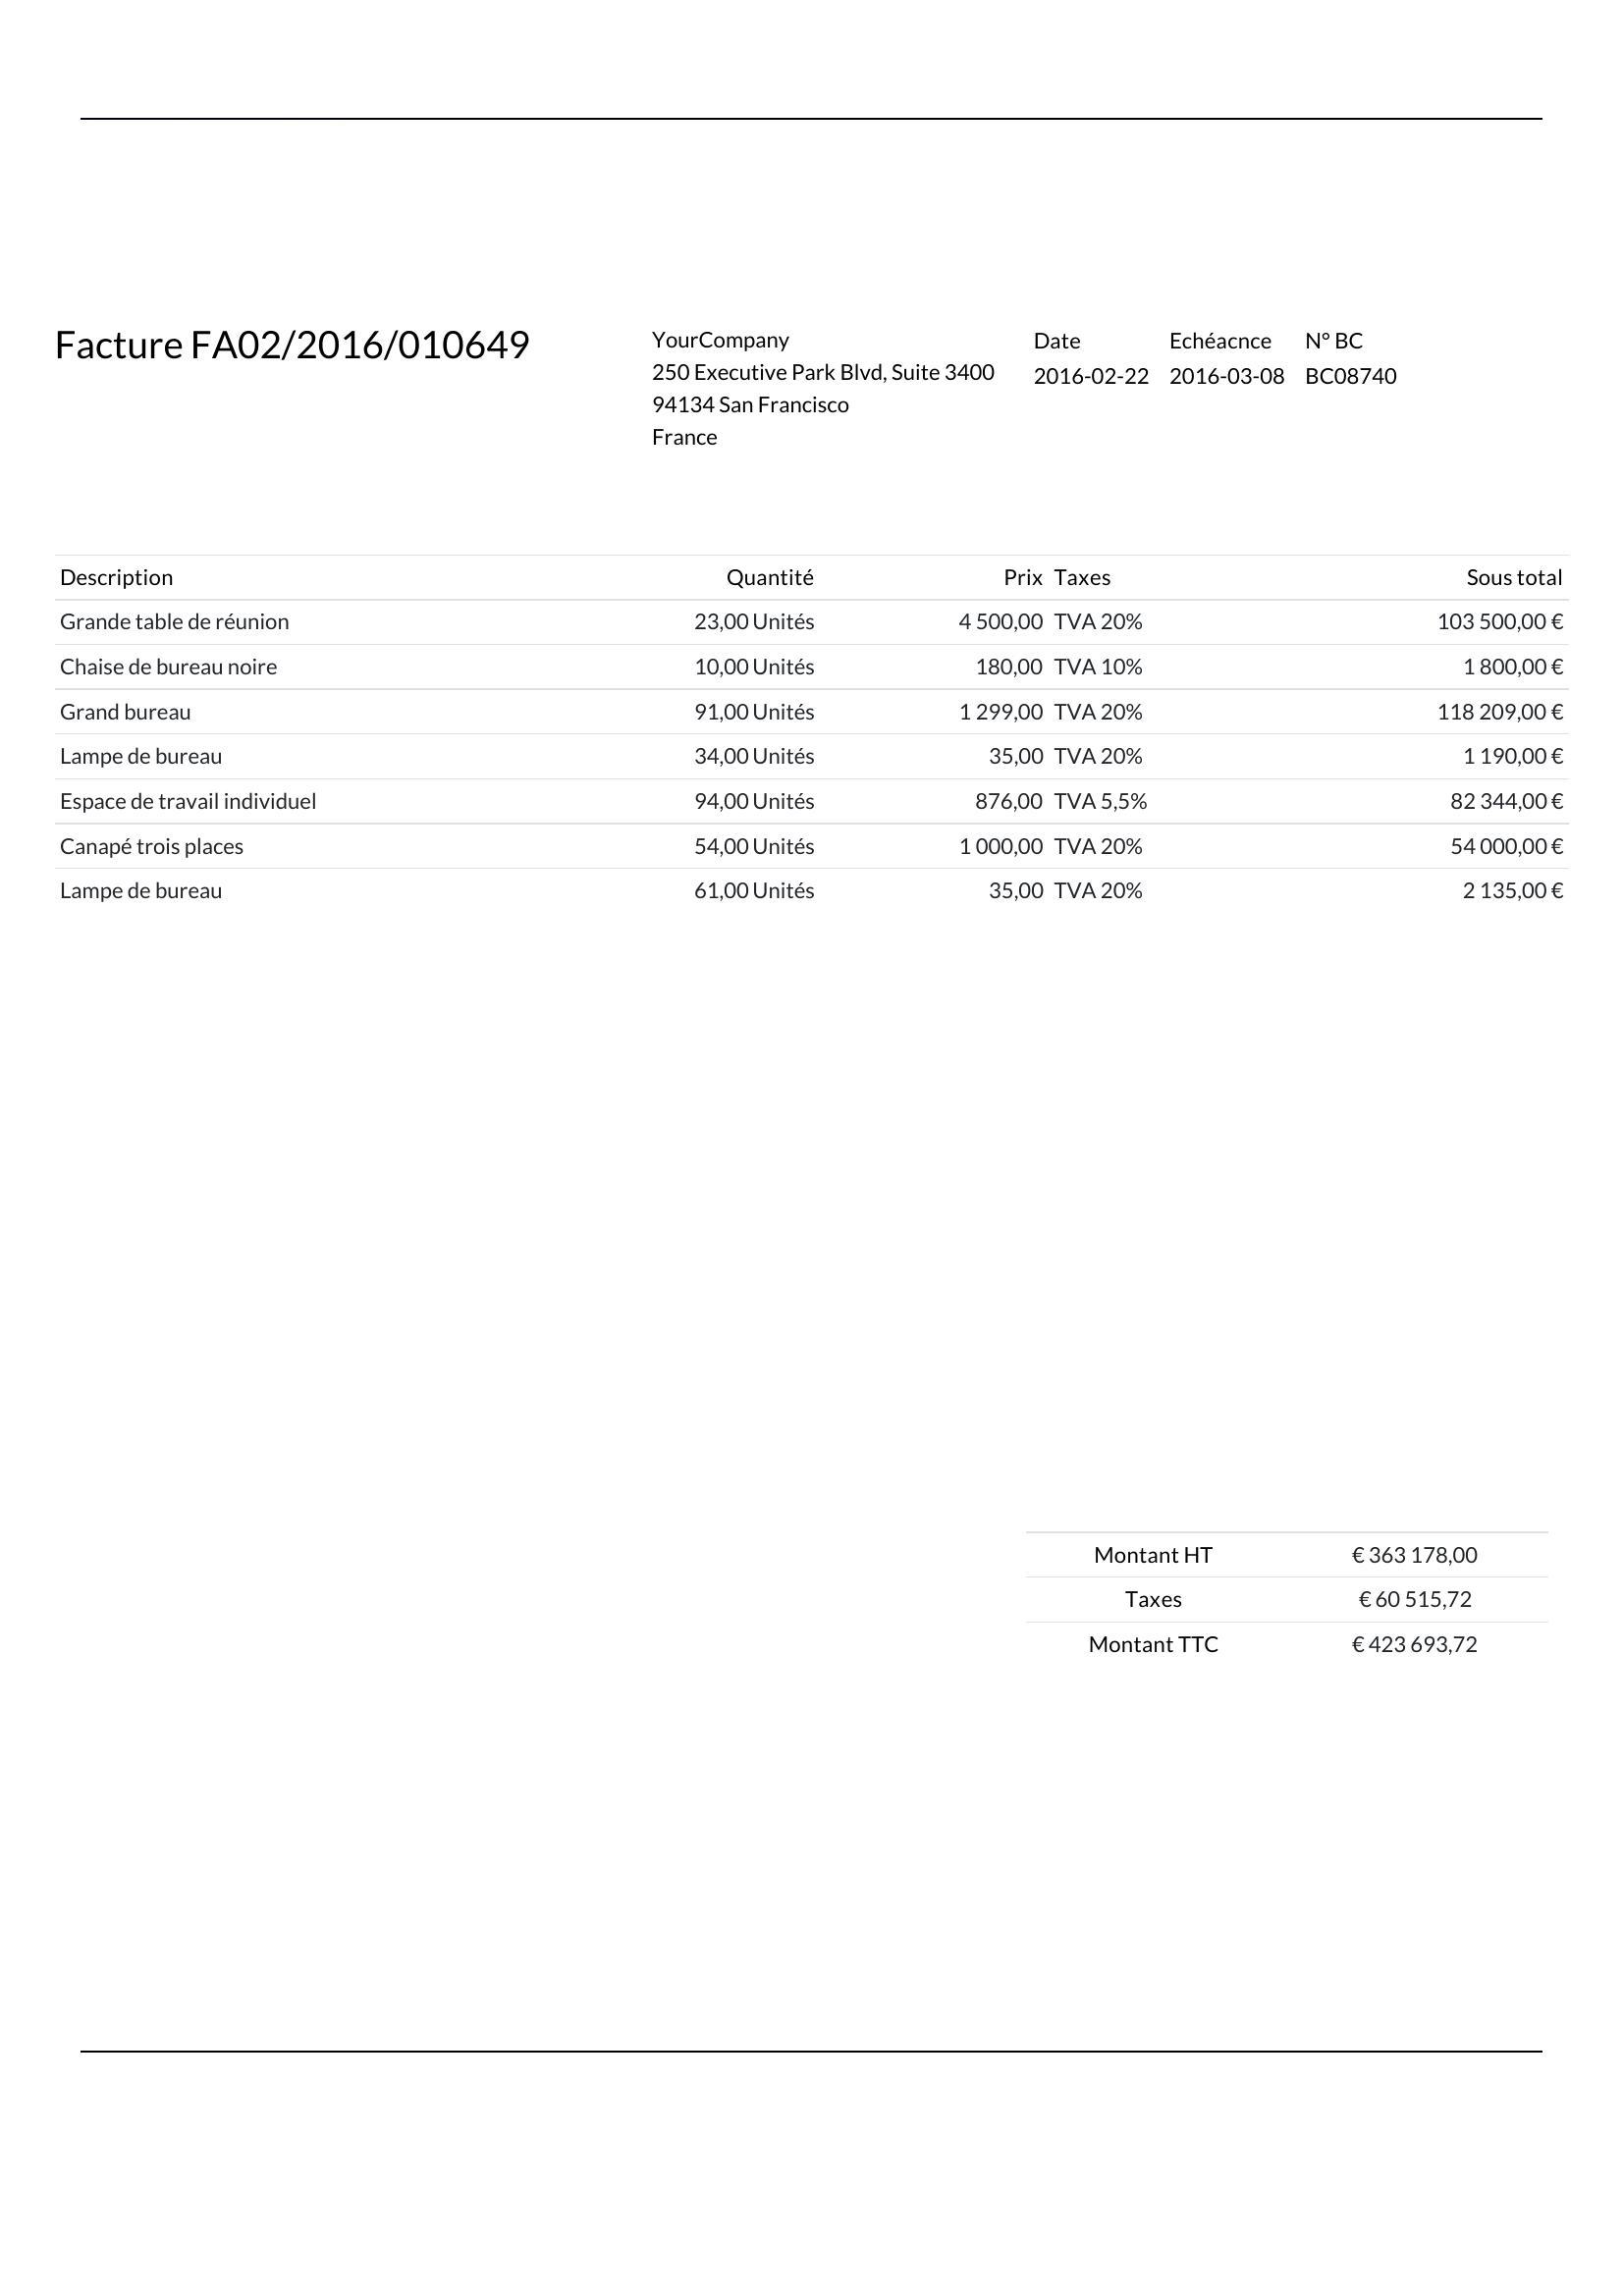 Facture FA02/2016/010649
YourCompany
250 Executive Park Blvd, Suite 3400
94134 San Francisco
France
Date Echéacnce N° BC
2016-02-22 2016-03-08 BC08740
Description Quantité Prix Taxes Sous total
Grande table de réunion 23,00 Unités 4 500,00 TVA 20% 103 500,00 €
Chaise de bureau noire 10,00 Unités 180,00 TVA 10% 1 800,00 €
Grand bureau 91,00 Unités 1 299,00 TVA 20% 118 209,00 €
Lampe de bureau 34,00 Unités 35,00 TVA 20% 1 190,00 €
Espace de travail individuel 94,00 Unités 876,00 TVA 5,5% 82 344,00 €
Canapé trois places 54,00 Unités 1 000,00 TVA 20% 54 000,00 €
Lampe de bureau 61,00 Unités 35,00 TVA 20% 2 135,00 €
Montant HT € 363 178,00
Taxes € 60 515,72
Montant TTC € 423 693,72